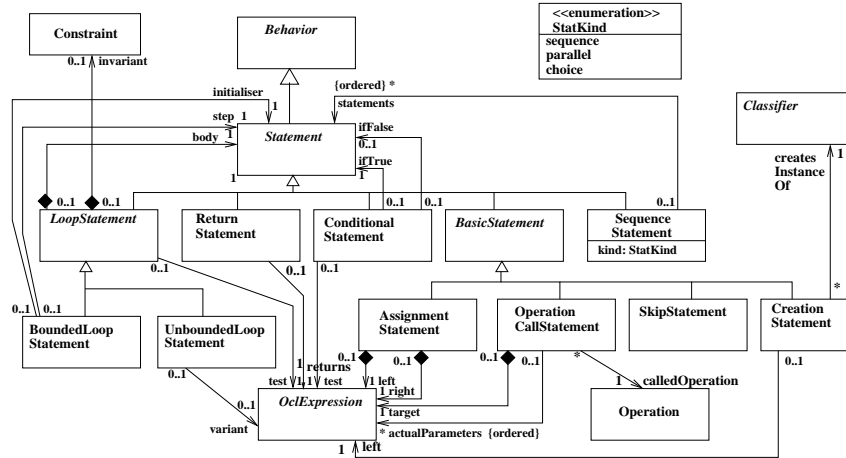 <<enumeration>>
StatKind
sequence
parallel
choice
Constraint
Behavior
0..1 invariant
initialiser
{ordered} *
statements
1
Classifier
step 1
1
body
Statement
ifFalse
0..1
ifTrue
1
1
1
creates
Instance
Of
0..1 0..1
0..1 0..1
0..1
LoopStatement
Return
Statement
Conditional
Statement
BasicStatement
Sequence
Statement
kind: StatKind
0..1
0..1
0..1
*
0..1 0..1
BoundedLoop
Statement
UnboundedLoop
Statement
Assignment
Statement
Operation
CallStatement
SkipStatement
Creation
Statement
0..1
0..1 0..1
0..1 0..1
*
0..1
1 returns
test 1 1 1 test
1 left
1 right
1 calledOperation
0..1
variant
OclExpression
1 target
Operation
* actualParameters {ordered}
1 left